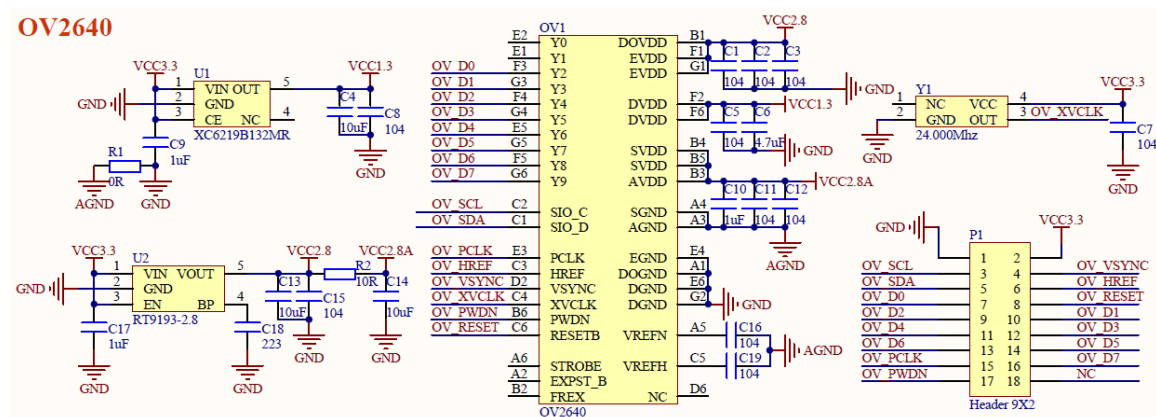 OV2640
VCC3.3
U1
1 VIN OUT 5
GND 2 GND
3 CE NC 4
XC6219B132MR
VCC1.3
C4
10uF
C8
104
GND
C9
1uF
R1
0R
AGND
GND
VCC3.3
U2
1 VIN VOUT 5
GND 2 GND
3 EN BP 4
RT9193-2.8
VCC2.8
VCC2.8A
R2
10R
C13
10uF
C15
104
GND
C14
10uF
GND
C17
1uF
GND
C18
223
GND
OV1
E2 Y0
E1 Y1
OV_D0 F3 Y2
OV_D1 G3 Y3
OV_D2 F4 Y4
OV_D3 G4 Y5
OV_D4 E5 Y6
OV_D5 G5 Y7
OV_D6 F5 Y8
OV_D7 G6 Y9
OV_SCL C2 SIO_C
OV_SDA C1 SIO_D
OV_PCLK E3 PCLK
OV_HREF C3 HREF
OV_VSYNC D2 VSYNC
OV_XVCLK C4 XVCLK
OV_PWDN B6 PWDN
OV_RESET C6 RESETB
A6 STROBE
A2 EXPST_B
B2 FREX
DOVDD B1
EVDD F1
EVDD G1
DVDD F2
DVDD F6
SVDD B4
SVDD B5
AVDD B3
SGND A4
AGND A3
EGND E4
DOGND A1
DGND E6
DGND G2
VREFN A5
VREFH C5
NC D6
OV2640
VCC2.8
C1 C2 C3
104 104 104
GND
VCC1.3
C5 C6
104 4.7uF
GND
VCC2.8A
C10 C11 C12
1uF 104 104
AGND
GND
C16
104
C19
104
AGND
Y1
1 NC VCC 4
2 GND OUT 3 OV_XVCLK
24.000Mhz
GND
VCC3.3
C7
104
GND
GND
P1
VCC3.3
1 2
OV_SCL 3 4 OV_VSYNC
OV_SDA 5 6 OV_HREF
OV_D0 7 8 OV_RESET
OV_D2 9 10 OV_D1
OV_D4 11 12 OV_D3
OV_D6 13 14 OV_D5
OV_PCLK 15 16 OV_D7
OV_PWDN 17 18 NC
Header 9X2